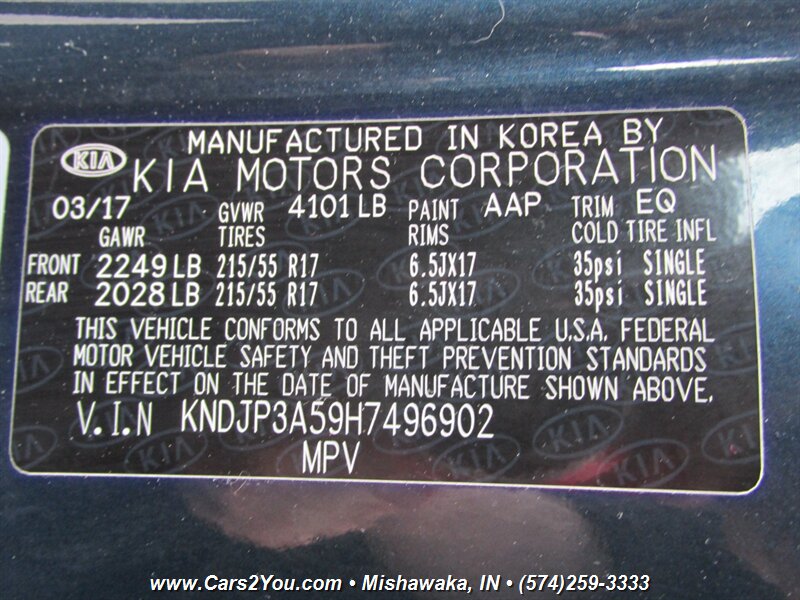 MANUFACTURED IN KOREA BY
KIA KIA MOTORS CORPORATION
03/17 GVWR 4101 LB PAINT AAP TRIM EQ
GAWR TIRES RIMS COLD TIRE INFL
FRONT 2249 LB 215/55 R17 6.5JX17 35psi SINGLE
REAR 2028 LB 215/55 R17 6.5JX17 35psi SINGLE
THIS VEHICLE CONFORMS TO ALL APPLICABLE U.S.A. FEDERAL
MOTOR VEHICLE SAFETY AND THEFT PREVENTION STANDARDS
IN EFFECT ON THE DATE OF MANUFACTURE SHOWN ABOVE.
V.I.N KNDJP3A59H7496902
MPV
www.Cars2You.com • Mishawaka, IN • (574)259-3333